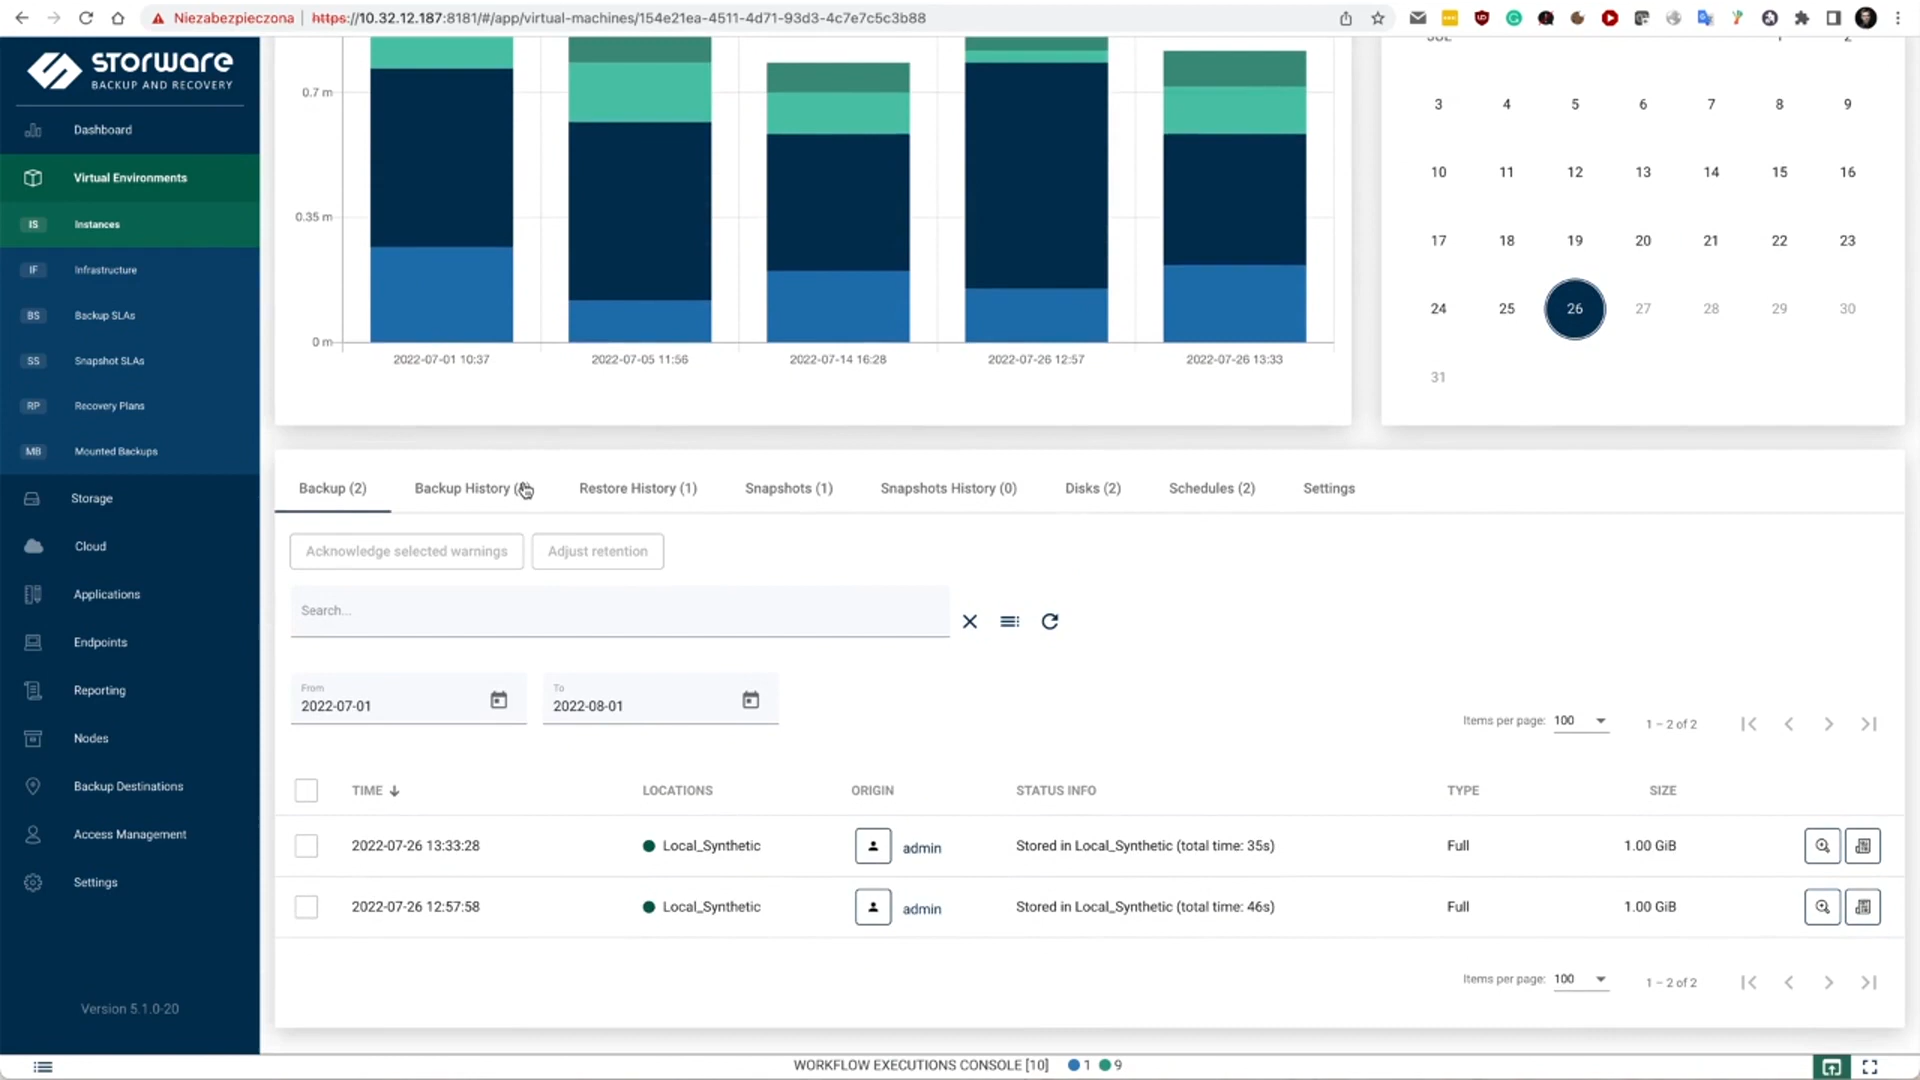 Niezabezpieczona
https://10.32.12.187:8181/#/app/virtual-machines/154e21ea-4511-4d71-93d3-4c7e7c5c3b88
STORWARE
BACKUP AND RECOVERY
Dashboard
Virtual Environments
IS Instances
IF Infrastructure
BS Backup SLAs
SS Snapshot SLAs
RP Recovery Plans
MB Mounted Backups
Storage
Cloud
Applications
Endpoints
Reporting
Nodes
Backup Destinations
Access Management
Settings
Version 5.1.0-20
0.7 m
0.35 m
0 m
2022-07-01 10:37
2022-07-05 11:56
2022-07-14 16:28
2022-07-26 12:57
2022-07-26 13:33
JUL 1 2
3 4 5 6 7 8 9
10 11 12 13 14 15 16
17 18 19 20 21 22 23
24 25 26 27 28 29 30
31
Backup (2)
Backup History
Restore History (1)
Snapshots (1)
Snapshots History (0)
Disks (2)
Schedules (2)
Settings
Acknowledge selected warnings
Adjust retention
Search...
From
2022-07-01
To
2022-08-01
Items per page: 100
1 – 2 of 2
TIME LOCATIONS ORIGIN STATUS INFO TYPE SIZE
2022-07-26 13:33:28 Local_Synthetic admin Stored in Local_Synthetic (total time: 35s) Full 1.00 GiB
2022-07-26 12:57:58 Local_Synthetic admin Stored in Local_Synthetic (total time: 46s) Full 1.00 GiB
Items per page: 100
1 – 2 of 2
WORKFLOW EXECUTIONS CONSOLE [10] 1 9